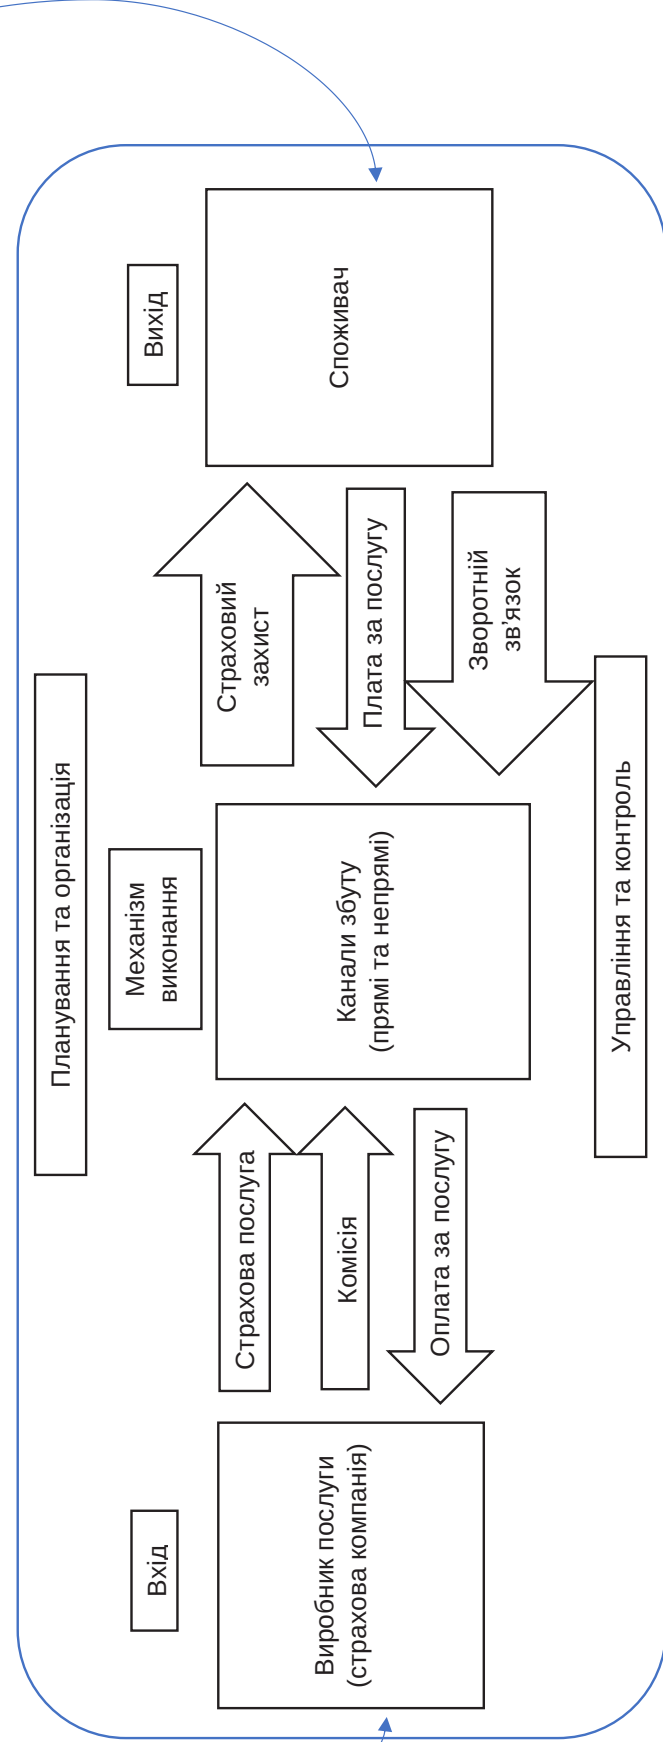 Планування та організація
Вхід
Механізм
виконання
Вихід
Виробник послуги
(страхова компанія)
Страхова послуга
Комісія
Оплата за послугу
Канали збуту
(прямі та непрямі)
Страховий
захист
Плата за послугу
Зворотній
зв’язок
Споживач
Управління та контроль